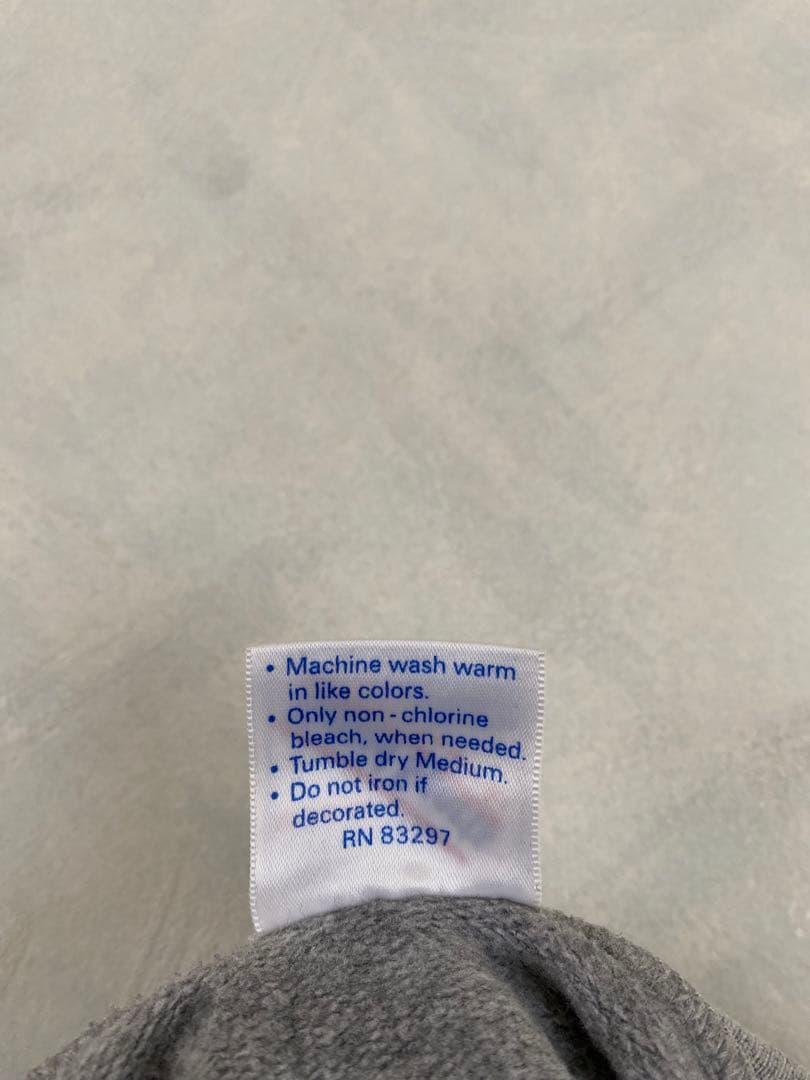 • Machine wash warm
in like colors.
• Only non - chlorine
bleach, when needed.
• Tumble dry Medium.
• Do not iron if
decorated.
RN 83297